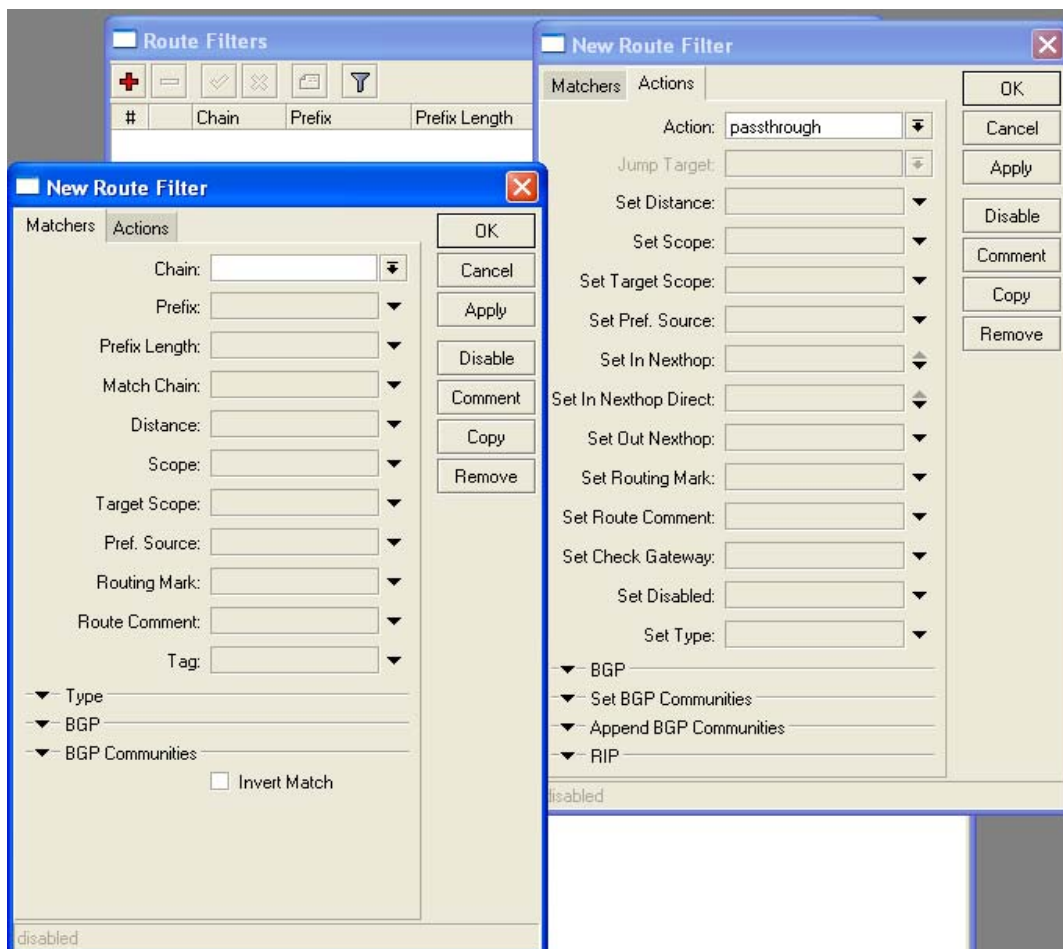 Route Filters
# Chain Prefix Prefix Length
New Route Filter
Matchers Actions
Chain:
Prefix:
Prefix Length:
Match Chain:
Distance:
Scope:
Target Scope:
Pref. Source:
Routing Mark:
Route Comment:
Tag:
Type
BGP
BGP Communities
Invert Match
OK
Cancel
Apply
Disable
Comment
Copy
Remove
disabled
New Route Filter
Matchers Actions
Action: passthrough
Jump Target:
Set Distance:
Set Scope:
Set Target Scope:
Set Pref. Source:
Set In Nexthop:
Set In Nexthop Direct:
Set Out Nexthop:
Set Routing Mark:
Set Route Comment:
Set Check Gateway:
Set Disabled:
Set Type:
BGP
Set BGP Communities
Append BGP Communities
RIP
OK
Cancel
Apply
Disable
Comment
Copy
Remove
disabled